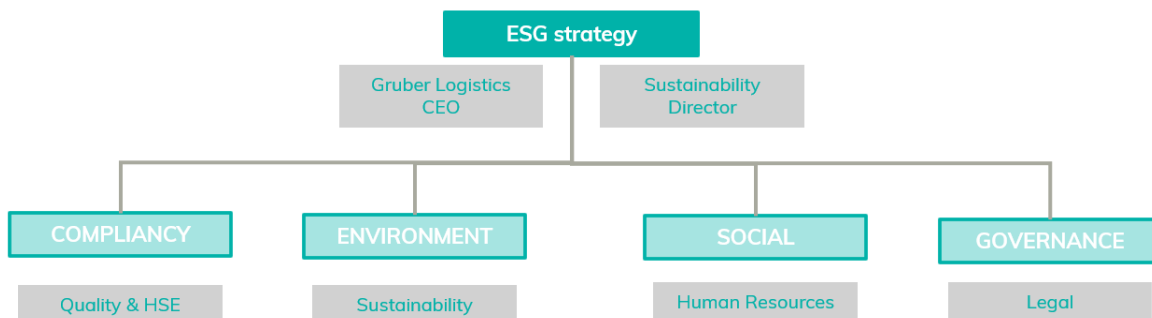 ESG strategy
Gruber Logistics
CEO
Sustainability
Director
COMPLIANCY
ENVIRONMENT
SOCIAL
GOVERNANCE
Quality & HSE
Sustainability
Human Resources
Legal